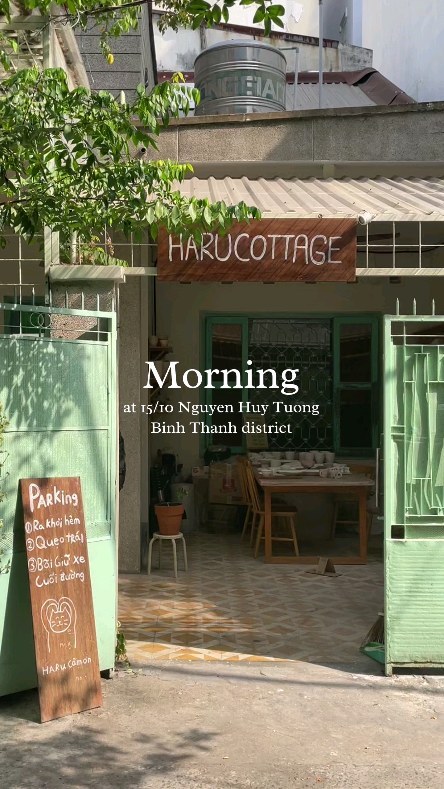 HARUCOTTAGE
Morning
at 15/10 Nguyen Huy Tuong
Binh Thanh district
PARKing
① Ra khỏi hẻm
② Quẹo trái
③ Bãi Giữ xe
Cuối đường
HARU Cảm ơn